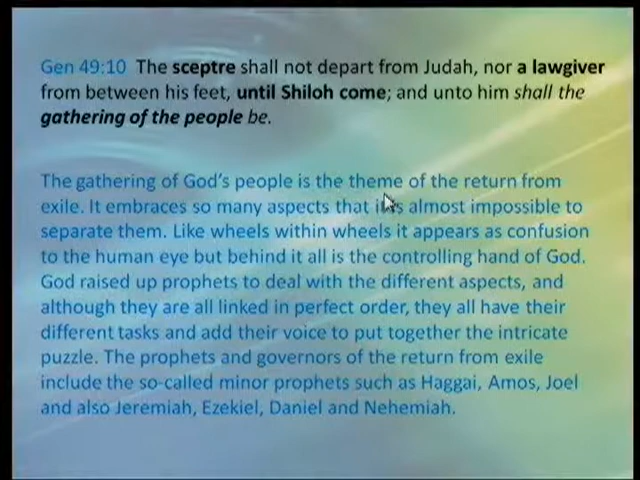 Gen 49:10 The sceptre shall not depart from Judah, nor a lawgiver
from between his feet, until Shiloh come; and unto him shall the
gathering of the people be.
The gathering of God's people is the theme of the return from
exile. It embraces so many aspects that it is almost impossible to
separate them. Like wheels within wheels it appears as confusion
to the human eye but behind it all is the controlling hand of God.
God raised up prophets to deal with the different aspects, and
although they are all linked in perfect order, they all have their
different tasks and add their voice to put together the intricate
puzzle. The prophets and governors of the return from exile
include the so-called minor prophets such as Haggai, Amos, Joel
and also Jeremiah, Ezekiel, Daniel and Nehemiah.